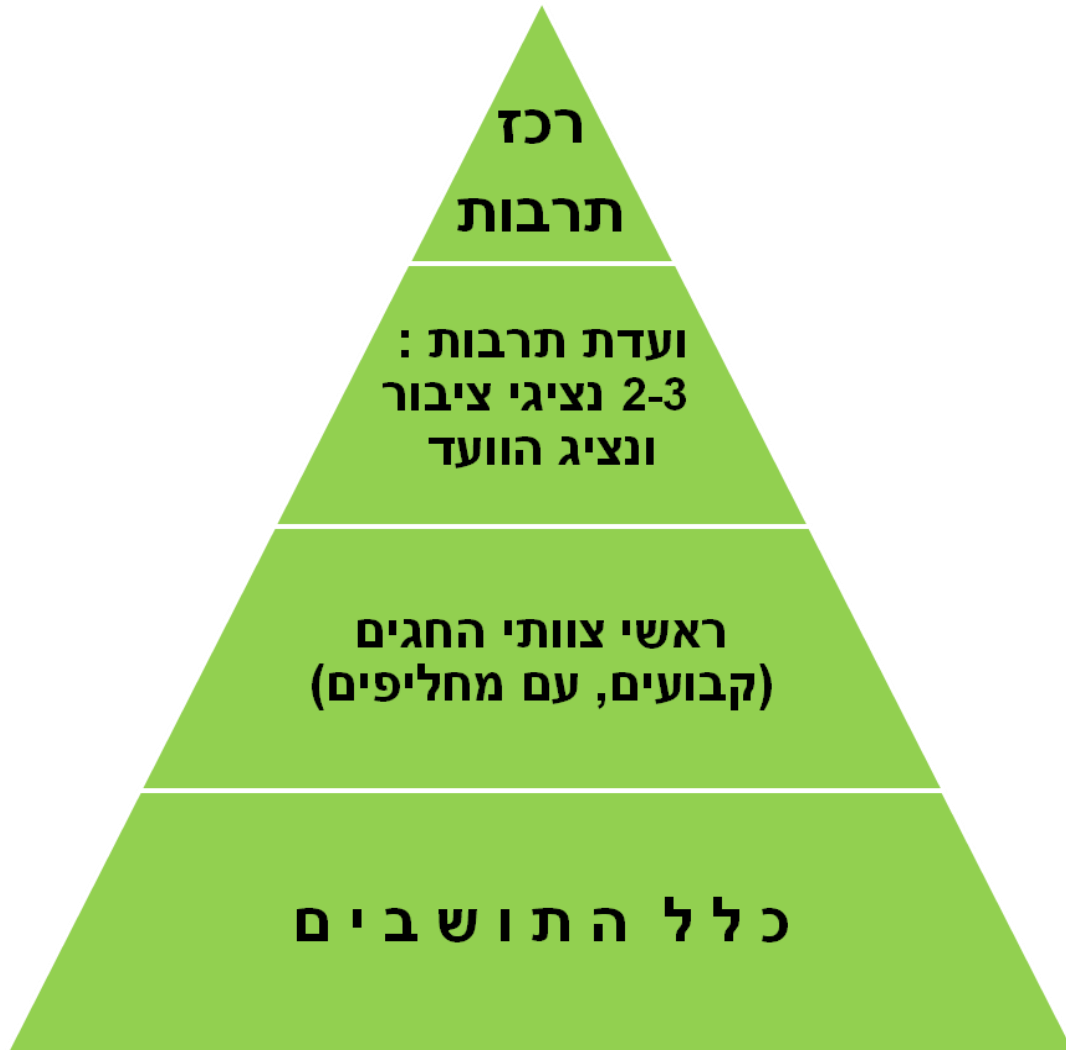 רכז
תרבות
ועדת תרבות :
2-3 נציגי ציבור
ונציג הוועד
ראשי צוותי החגים
(קבועים, עם מחליפים)
כ ל ל ה ת ו ש ב י ם